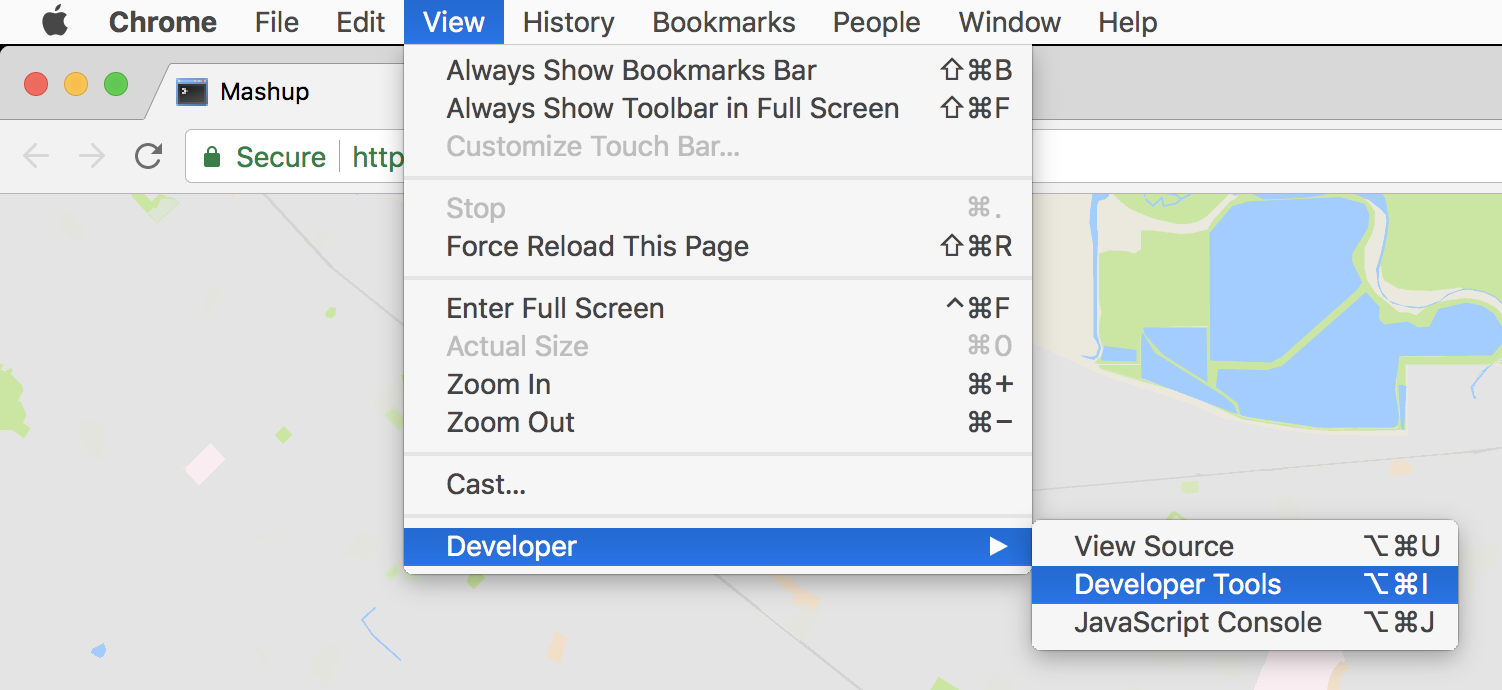 Chrome File Edit View History Bookmarks People Window Help
Mashup
Secure http
Always Show Bookmarks Bar ⇧⌘B
Always Show Toolbar in Full Screen ⇧⌘F
Customize Touch Bar...
Stop ⌘.
Force Reload This Page ⇧⌘R
Enter Full Screen ^⌘F
Actual Size ⌘0
Zoom In ⌘+
Zoom Out ⌘−
Cast...
Developer ▶
View Source ⌥⌘U
Developer Tools ⌥⌘I
JavaScript Console ⌥⌘J